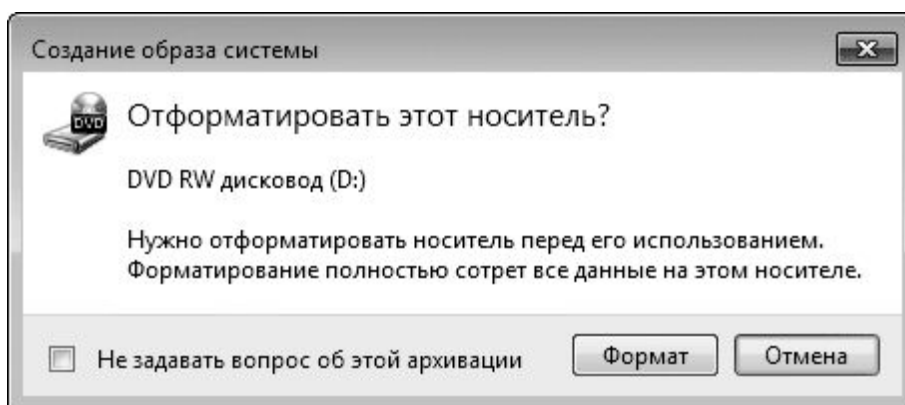 Создание образа системы
DVD
Отформатировать этот носитель?
DVD RW дисковод (D:)
Нужно отформатировать носитель перед его использованием.
Форматирование полностью сотрет все данные на этом носителе.
Не задавать вопрос об этой архивации
Формат
Отмена